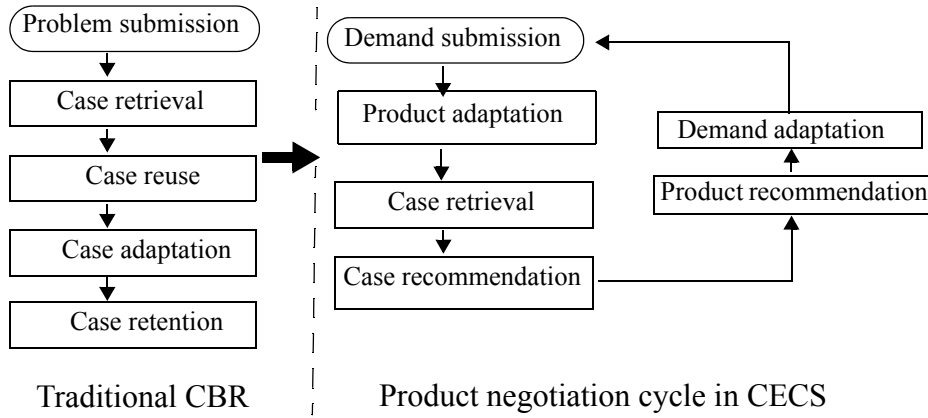 Problem submission
Case retrieval
Case reuse
Case adaptation
Case retention
Traditional CBR
Demand submission
Product adaptation
Case retrieval
Case recommendation
Demand adaptation
Product recommendation
Product negotiation cycle in CECS